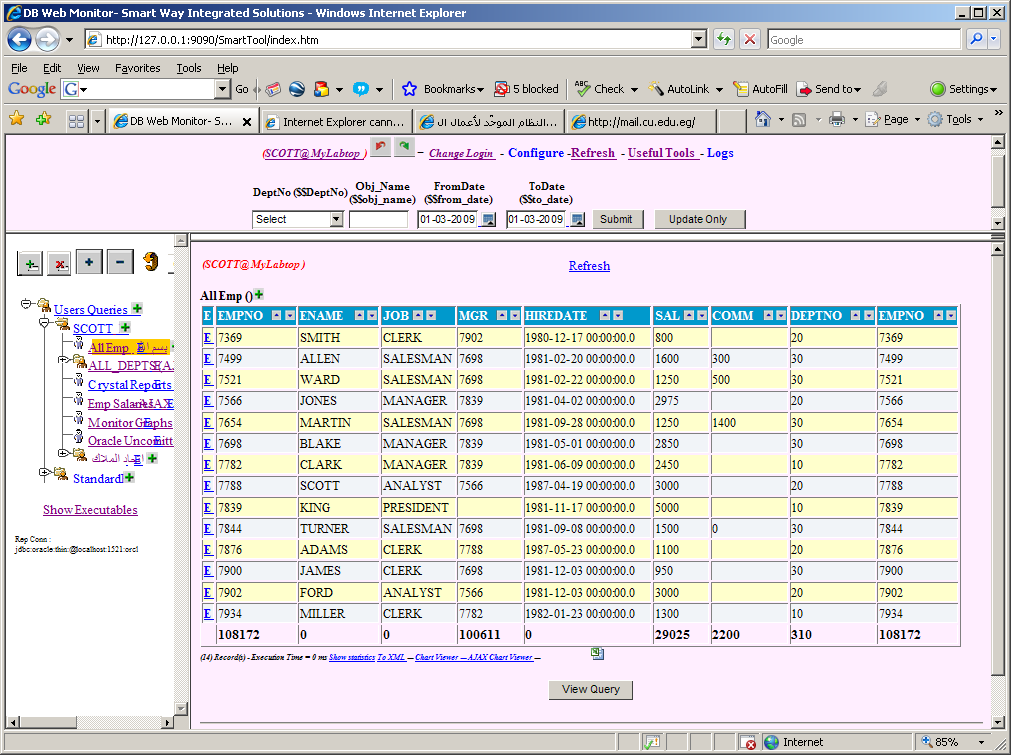 DB Web Monitor- Smart Way Integrated Solutions - Windows Internet Explorer
http://127.0.0.1:9090/SmartTool/index.htm
Google
File Edit View Favorites Tools Help
Google G Go Bookmarks 5 blocked ABC Check AutoLink AutoFill Send to Settings
DB Web Monitor- S... Internet Explorer cann... النظام الموحّد لأعمال ال... http://mail.cu.edu.eg/ Page Tools
(SCOTT@MyLabtop ) – Change Login - Configure -Refresh - Useful Tools - Logs
DeptNo ($$DeptNo) Obj_Name ($$obj_name) FromDate ($$from_date) ToDate ($$to_date)
Select 01-03-2009 01-03-2009 Submit Update Only
Users Queries
SCOTT
All Emp
ALL_DEPTS
Crystal Reports
Emp Salaries
Monitor Graphs
Oracle Uncomitt
Standard
Show Executables
Rep Conn :
jdbc:oracle:thin:@localhost:1521:orcl
(SCOTT@MyLabtop ) Refresh
All Emp ()
E EMPNO ENAME JOB MGR HIREDATE SAL COMM DEPTNO EMPNO
E 7369 SMITH CLERK 7902 1980-12-17 00:00:00.0 800 20 7369
E 7499 ALLEN SALESMAN 7698 1981-02-20 00:00:00.0 1600 300 30 7499
E 7521 WARD SALESMAN 7698 1981-02-22 00:00:00.0 1250 500 30 7521
E 7566 JONES MANAGER 7839 1981-04-02 00:00:00.0 2975 20 7566
E 7654 MARTIN SALESMAN 7698 1981-09-28 00:00:00.0 1250 1400 30 7654
E 7698 BLAKE MANAGER 7839 1981-05-01 00:00:00.0 2850 30 7698
E 7782 CLARK MANAGER 7839 1981-06-09 00:00:00.0 2450 10 7782
E 7788 SCOTT ANALYST 7566 1987-04-19 00:00:00.0 3000 20 7788
E 7839 KING PRESIDENT 1981-11-17 00:00:00.0 5000 10 7839
E 7844 TURNER SALESMAN 7698 1981-09-08 00:00:00.0 1500 0 30 7844
E 7876 ADAMS CLERK 7788 1987-05-23 00:00:00.0 1100 20 7876
E 7900 JAMES CLERK 7698 1981-12-03 00:00:00.0 950 30 7900
E 7902 FORD ANALYST 7566 1981-12-03 00:00:00.0 3000 20 7902
E 7934 MILLER CLERK 7782 1982-01-23 00:00:00.0 1300 10 7934
108172 0 0 100611 0 29025 2200 310 108172
(14) Record(s) - Execution Time = 0 ms Show statistics To XML -- Chart Viewer -- AJAX Chart Viewer --
View Query
Internet 85%